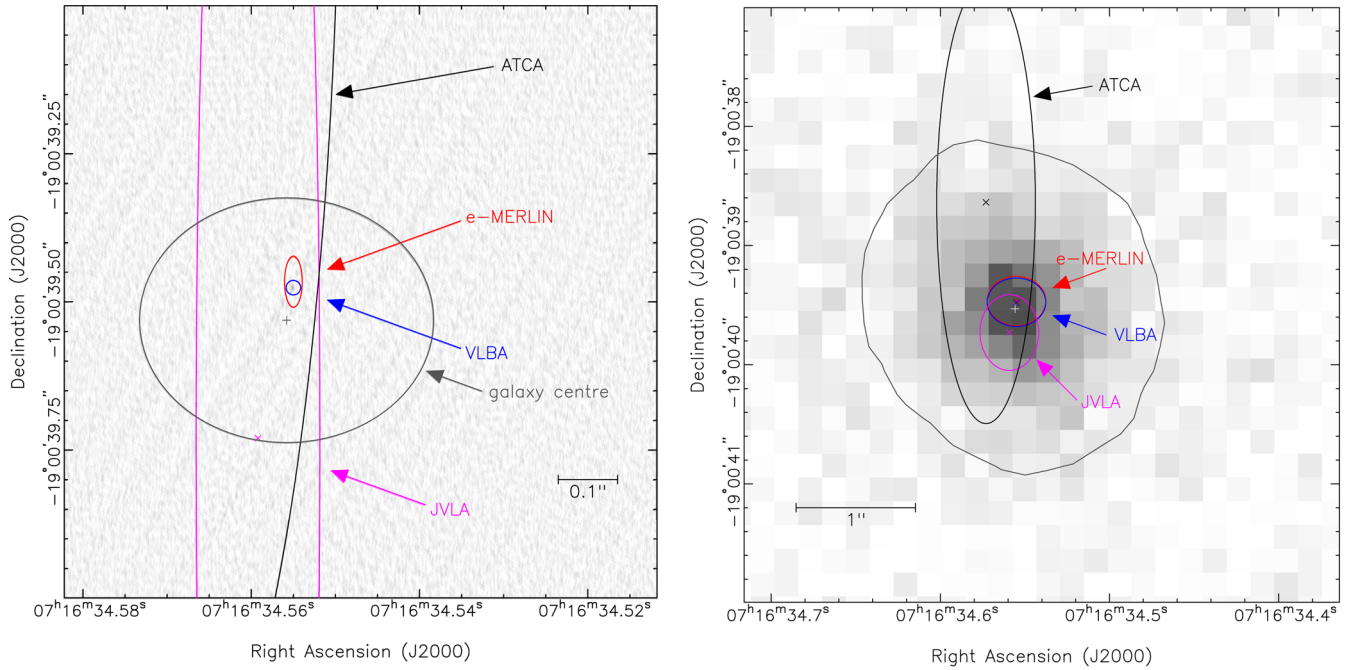 ATCA
e-MERLIN
VLBA
galaxy centre
JVLA
0.1"
-19°00'39.25"
-19°00'39.50"
-19°00'39.75"
Declination (J2000)
07h16m34.58s
07h16m34.56s
07h16m34.54s
07h16m34.52s
Right Ascension (J2000)
ATCA
e-MERLIN
VLBA
JVLA
1"
-19°00'38"
-19°00'39"
-19°00'40"
-19°00'41"
Declination (J2000)
07h16m34.7s
07h16m34.6s
07h16m34.5s
07h16m34.4s
Right Ascension (J2000)